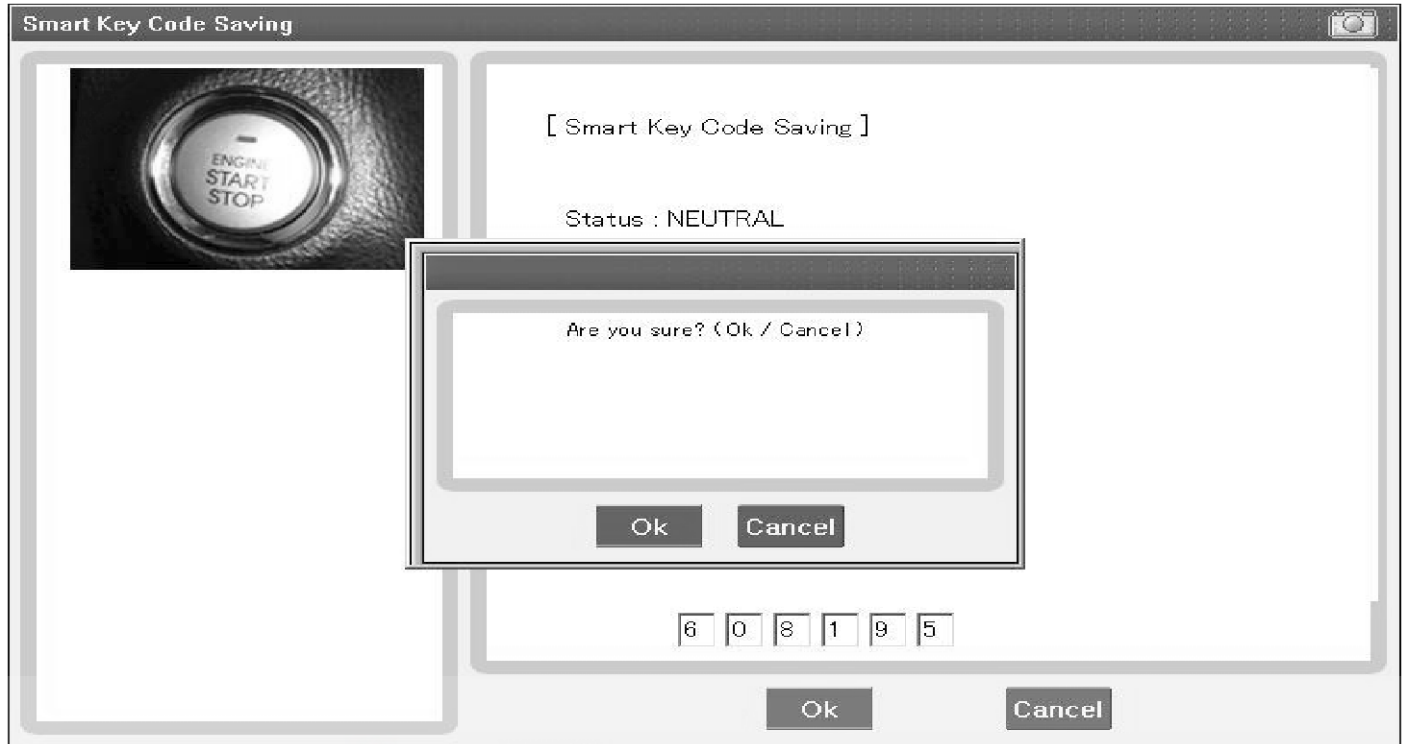 Smart Key Code Saving
ENGINE
START
STOP
[ Smart Key Code Saving ]
Status : NEUTRAL
Are you sure? ( Ok / Cancel )
Ok Cancel
6 0 8 1 9 5
Ok Cancel